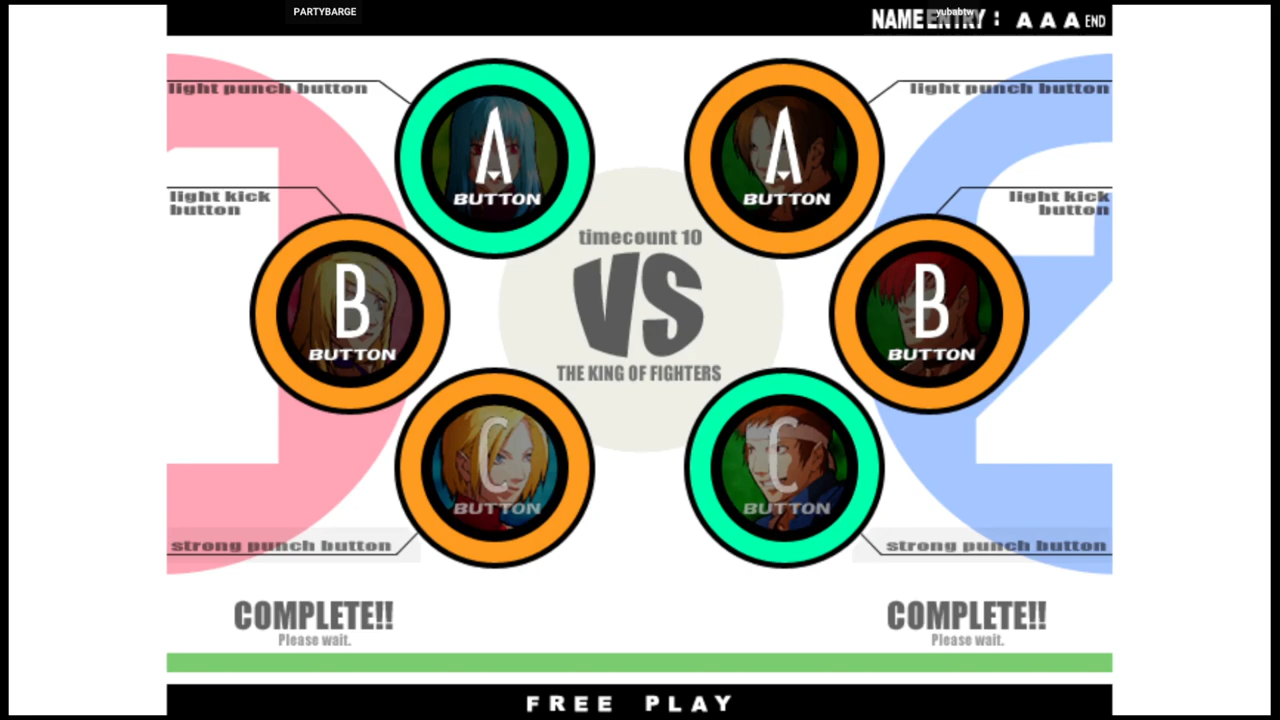 PARTYBARGE
NAME ENTRY : A A A END
yubabtw
light punch button
light punch button
A
BUTTON
A
BUTTON
light kick
button
light kick
button
timecount 10
VS
THE KING OF FIGHTERS
B
BUTTON
B
BUTTON
C
BUTTON
C
BUTTON
strong punch button
strong punch button
COMPLETE!!
Please wait.
COMPLETE!!
Please wait.
FREE PLAY